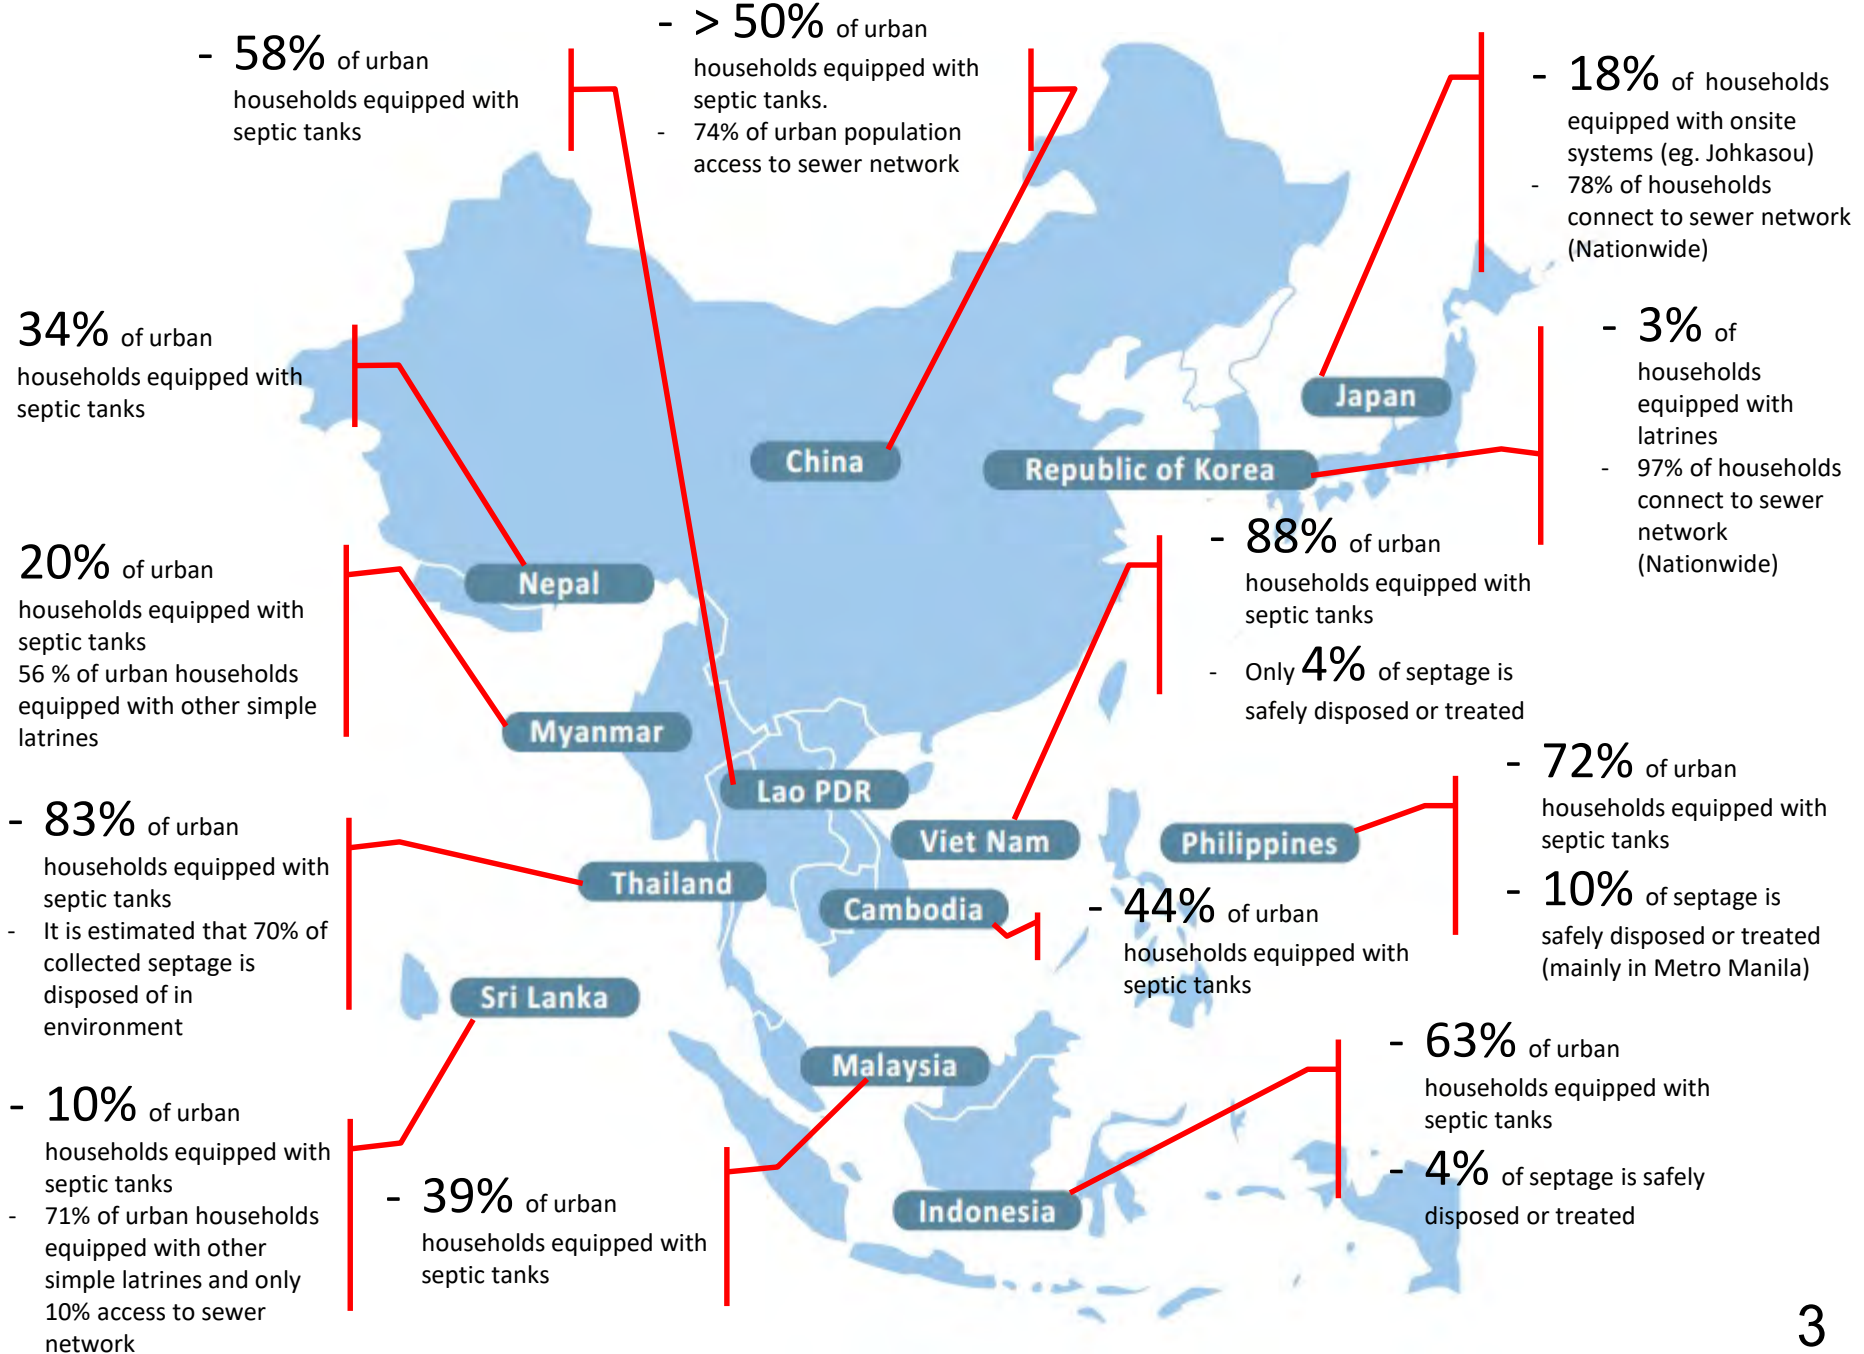 - 58% of urban
households equipped with
septic tanks
- > 50% of urban
households equipped with
septic tanks.
- 74% of urban population
access to sewer network
- 18% of households
equipped with onsite
systems (eg. Johkasou)
- 78% of households
connect to sewer network
(Nationwide)
34% of urban
households equipped with
septic tanks
- 3% of
households
equipped with
latrines
- 97% of households
connect to sewer
network
(Nationwide)
Japan
China
Republic of Korea
20% of urban
households equipped with
septic tanks
56 % of urban households
equipped with other simple
latrines
Nepal
- 88% of urban
households equipped with
septic tanks
- Only 4% of septage is
safely disposed or treated
Myanmar
Lao PDR
- 72% of urban
households equipped with
septic tanks
- 10% of septage is
safely disposed or treated
(mainly in Metro Manila)
- 83% of urban
households equipped with
septic tanks
- It is estimated that 70% of
collected septage is
disposed of in
environment
Viet Nam
Philippines
Thailand
Cambodia
- 44% of urban
households equipped with
septic tanks
Sri Lanka
Malaysia
- 63% of urban
households equipped with
septic tanks
- 4% of septage is safely
disposed or treated
- 10% of urban
households equipped with
septic tanks
- 71% of urban households
equipped with other
simple latrines and only
10% access to sewer
network
- 39% of urban
households equipped with
septic tanks
Indonesia
3